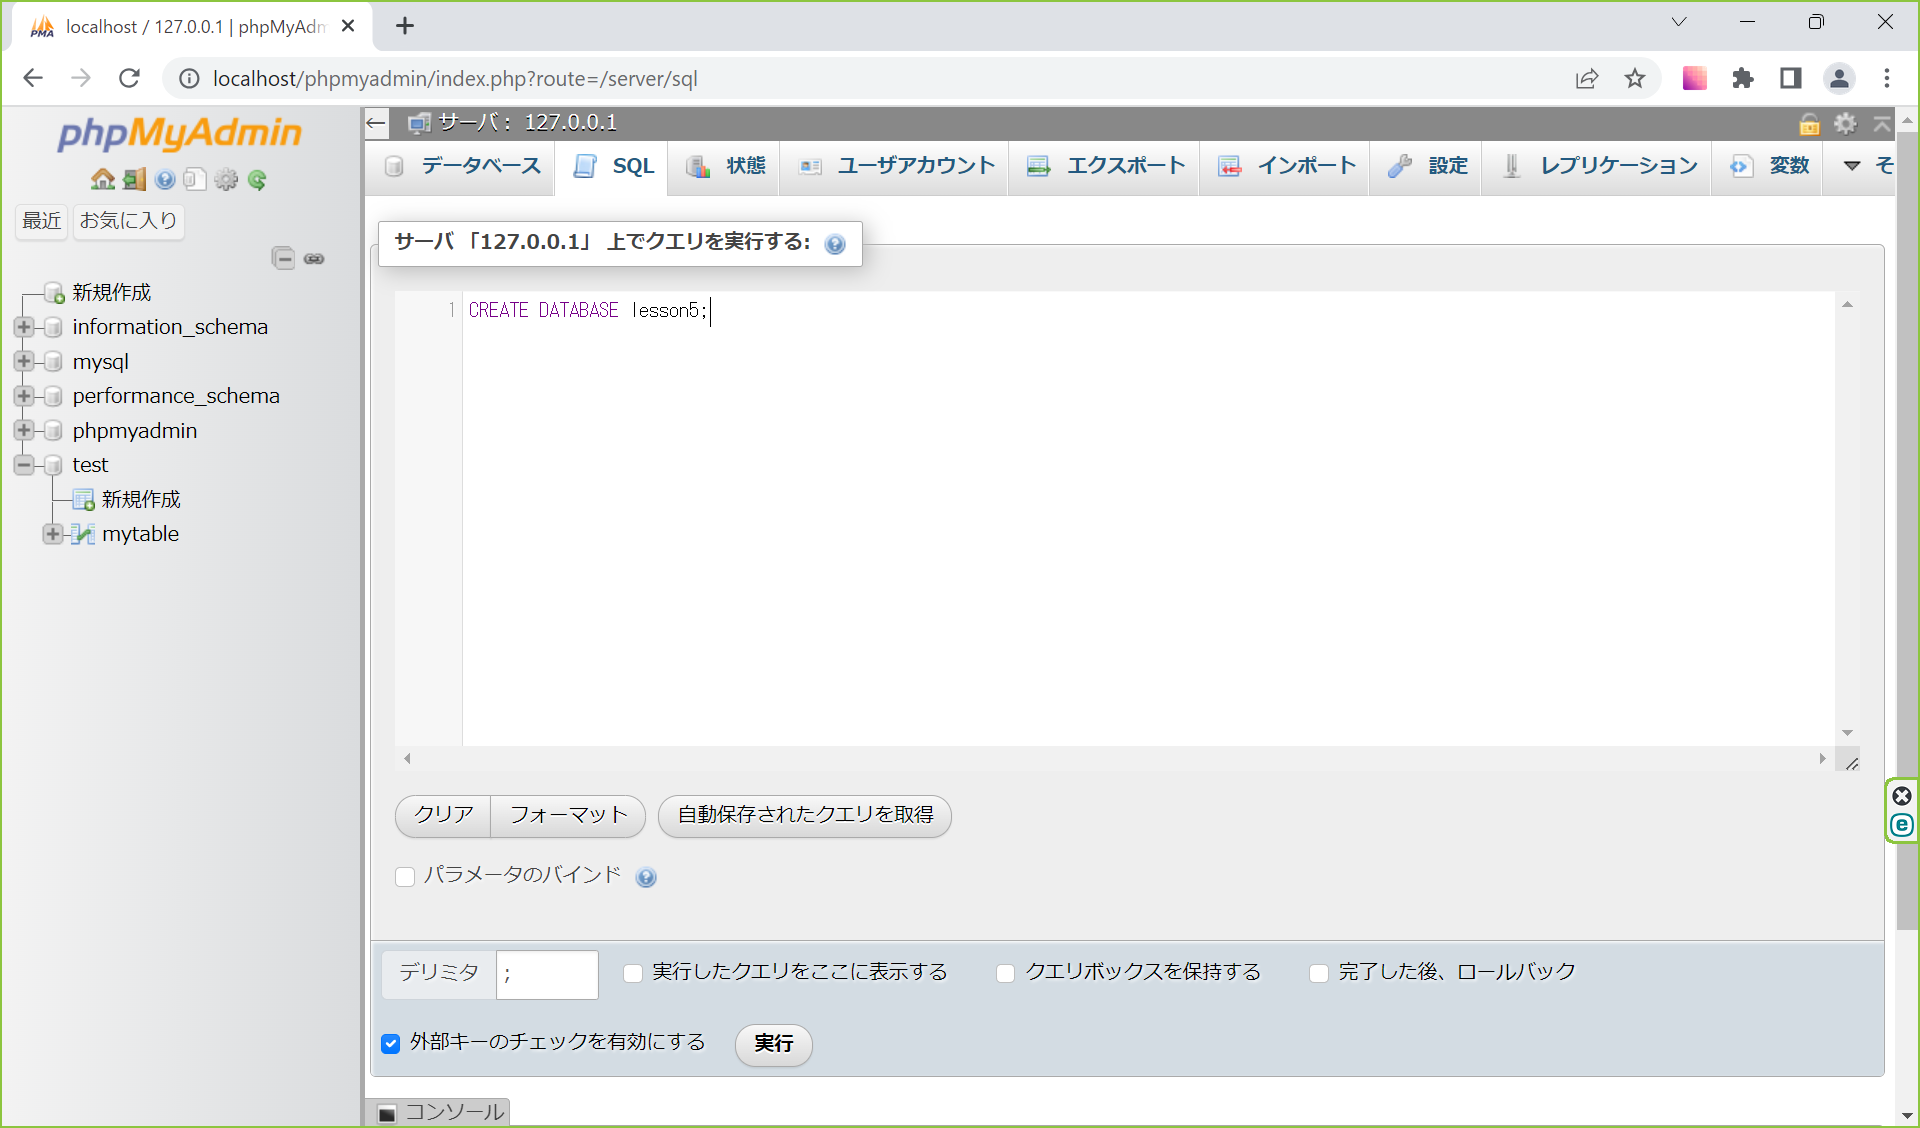 localhost / 127.0.0.1 | phpMyAdm
localhost/phpmyadmin/index.php?route=/server/sql
phpMyAdmin
最近 お気に入り
新規作成
information_schema
mysql
performance_schema
phpmyadmin
test
新規作成
mytable
サーバ: 127.0.0.1
データベース SQL 状態 ユーザアカウント エクスポート インポート 設定 レプリケーション 変数 そ
サーバ 「127.0.0.1」 上でクエリを実行する:
1 CREATE DATABASE lesson5;
クリア フォーマット 自動保存されたクエリを取得
パラメータのバインド
デリミタ ; 実行したクエリをここに表示する クエリボックスを保持する 完了した後、ロールバック
外部キーのチェックを有効にする 実行
コンソール